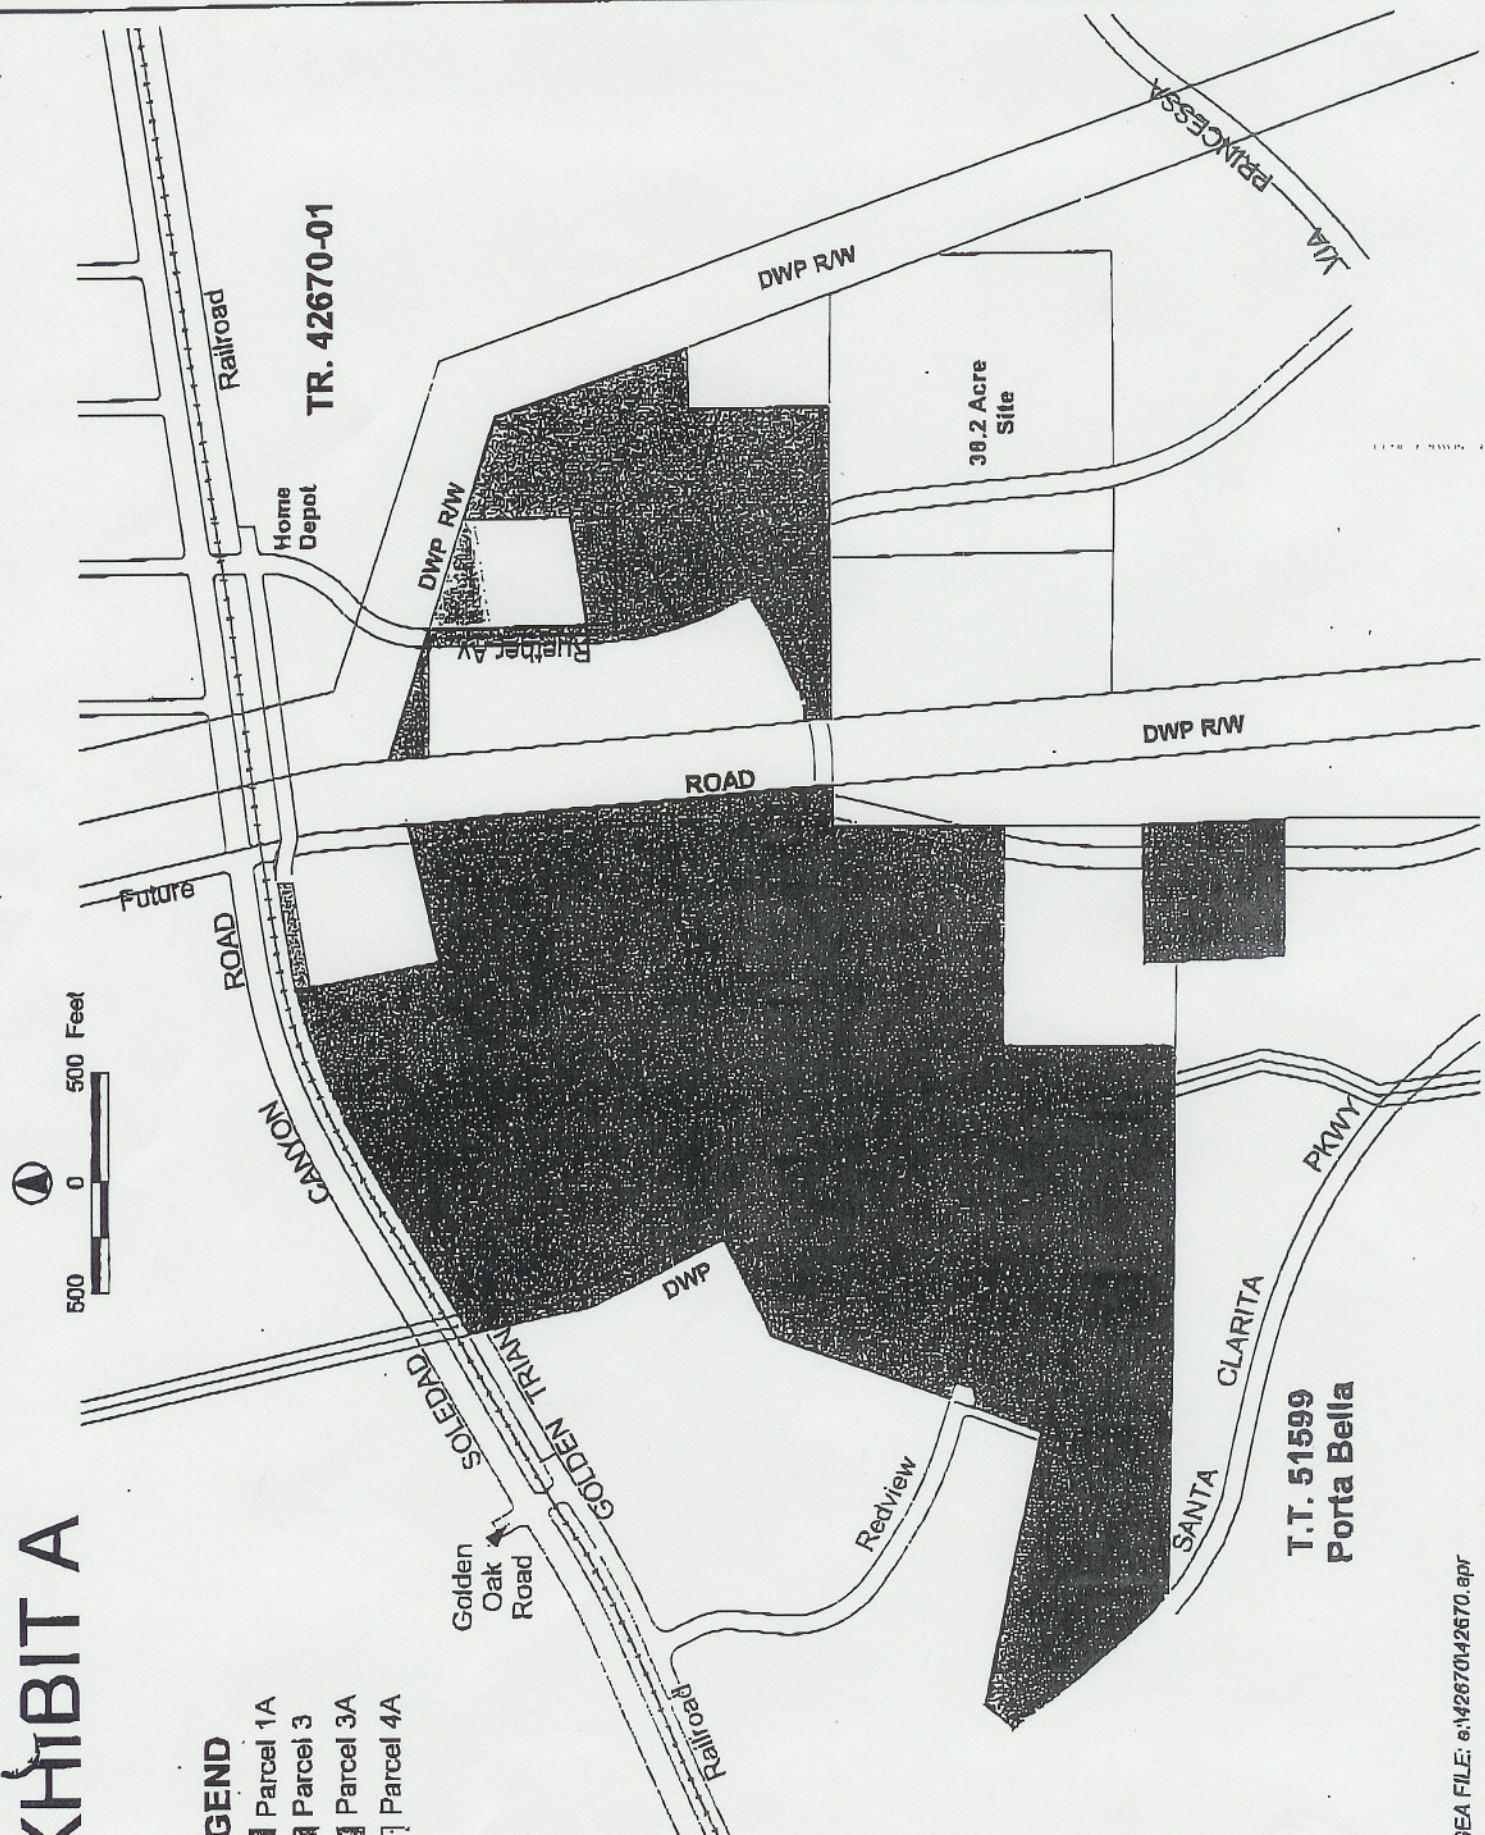 XHIBIT A
GEND
Parcel 1A
Parcel 3
Parcel 3A
Parcel 4A
500 0 500 Feet
Golden
Oak
Road
SOLEDAD
CANYON
ROAD
Future
Railroad
TR. 42670-01
Home
Depot
Railroad
GOLDEN TRIAN
Redview
DWP
ROAD
Ruether Av
DWP R/W
DWP R/W
DWP R/W
38.2 Acre
Site
VIA
PRINCESSA
SANTA
CLARITA
PKWY
T.T. 51599
Porta Bella
GEA FILE: e:\42670\42670.apr